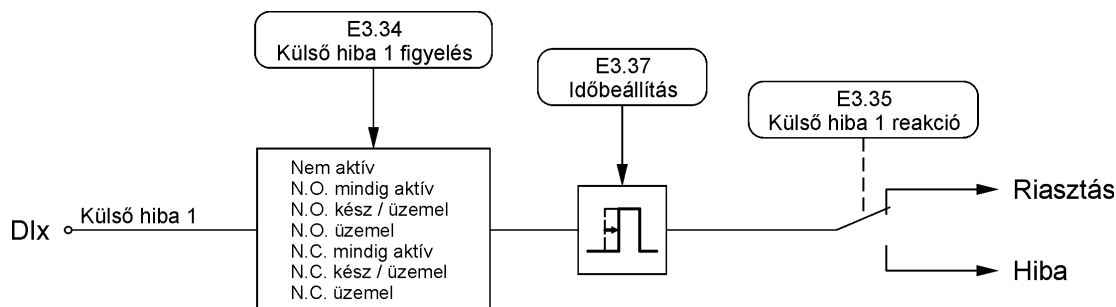 E3.34
Külső hiba 1 figyelés
E3.37
Időbeállítás
E3.35
Külső hiba 1 reakció
Nem aktív
N.O. mindig aktív
N.O. kész / üzemel
N.O. üzemel
N.C. mindig aktív
N.C. kész / üzemel
N.C. üzemel
DIx
Külső hiba 1
Riasztás
Hiba